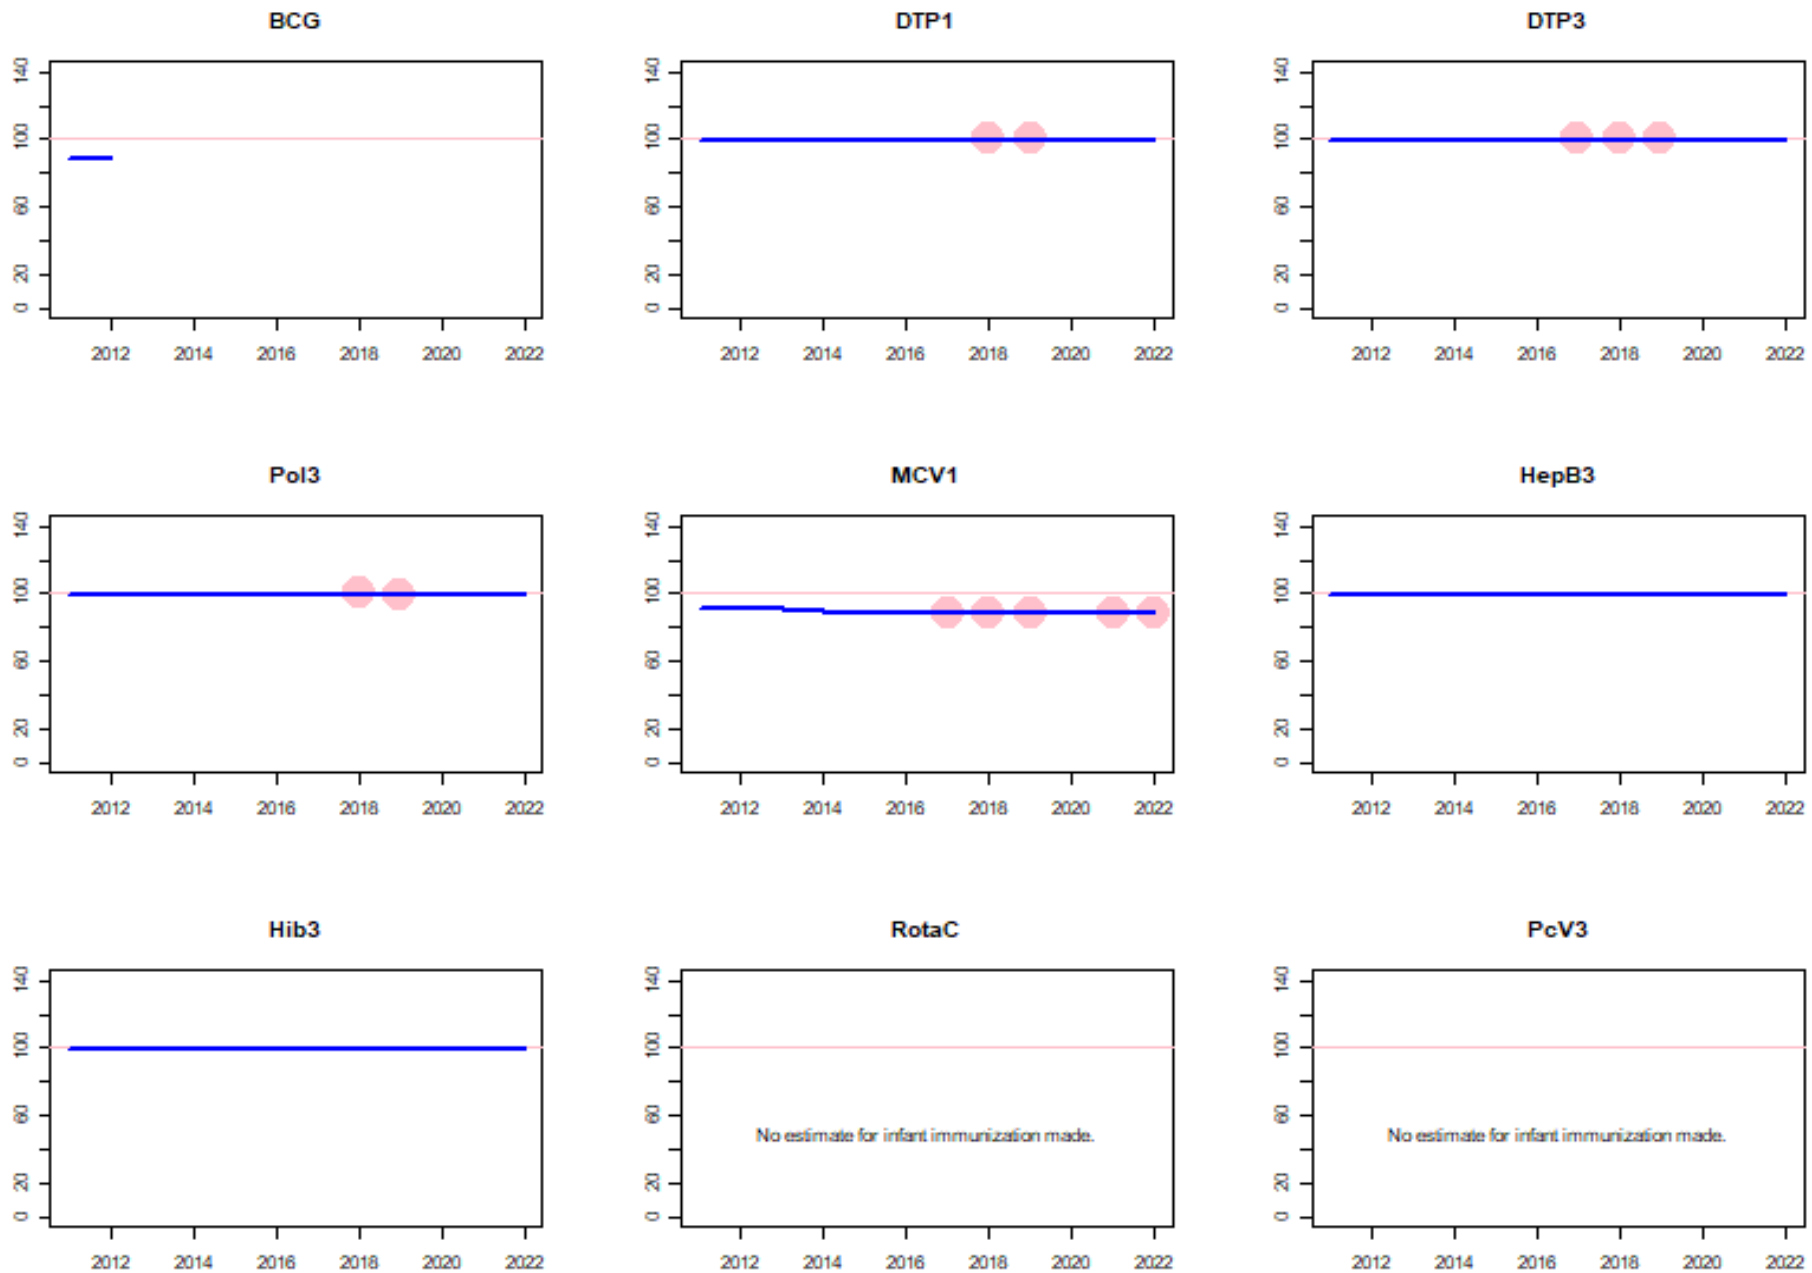 BCG DTP1 DTP3
140 140 140
100 100 100
60 60 60
20 20 20
0 0 0
2012 2014 2016 2018 2020 2022 2012 2014 2016 2018 2020 2022 2012 2014 2016 2018 2020 2022
Pol3 MCV1 HepB3
140 140 140
100 100 100
60 60 60
20 20 20
0 0 0
2012 2014 2016 2018 2020 2022 2012 2014 2016 2018 2020 2022 2012 2014 2016 2018 2020 2022
Hib3 RotaC PcV3
140 140 140
100 100 100
60 60 60
No estimate for infant immunization made. No estimate for infant immunization made.
20 20 20
0 0 0
2012 2014 2016 2018 2020 2022 2012 2014 2016 2018 2020 2022 2012 2014 2016 2018 2020 2022